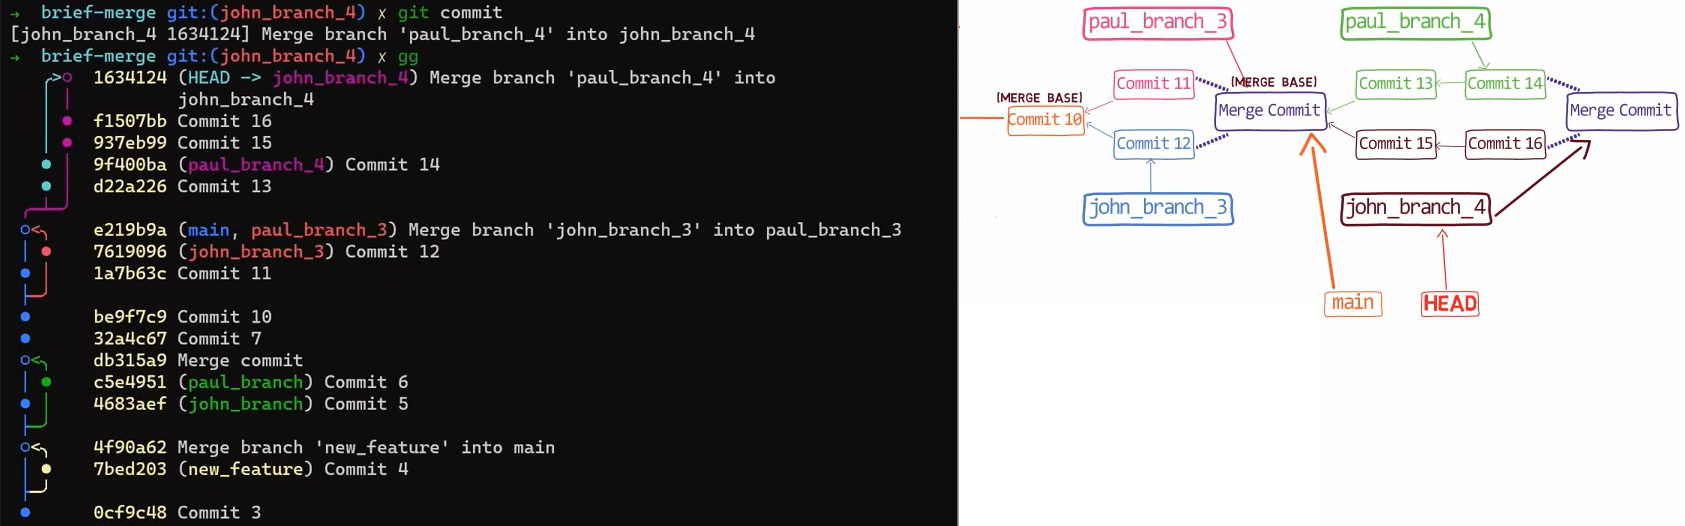 → brief-merge git:(john_branch_4) ✗ git commit
[john_branch_4 1634124] Merge branch 'paul_branch_4' into john_branch_4
→ brief-merge git:(john_branch_4) ✗ gg
1634124 (HEAD -> john_branch_4) Merge branch 'paul_branch_4' into
john_branch_4
f1507bb Commit 16
937eb99 Commit 15
9f400ba (paul_branch_4) Commit 14
d22a226 Commit 13
e219b9a (main, paul_branch_3) Merge branch 'john_branch_3' into paul_branch_3
7619096 (john_branch_3) Commit 12
1a7b63c Commit 11
be9f7c9 Commit 10
32a4c67 Commit 7
db315a9 Merge commit
c5e4951 (paul_branch) Commit 6
4683aef (john_branch) Commit 5
4f90a62 Merge branch 'new_feature' into main
7bed203 (new_feature) Commit 4
0cf9c48 Commit 3
paul_branch_3
paul_branch_4
Commit 11
(MERGE BASE)
Commit 13
Commit 14
(MERGE BASE)
Commit 10
Merge Commit
Merge Commit
Commit 12
Commit 15
Commit 16
john_branch_3
john_branch_4
main
HEAD